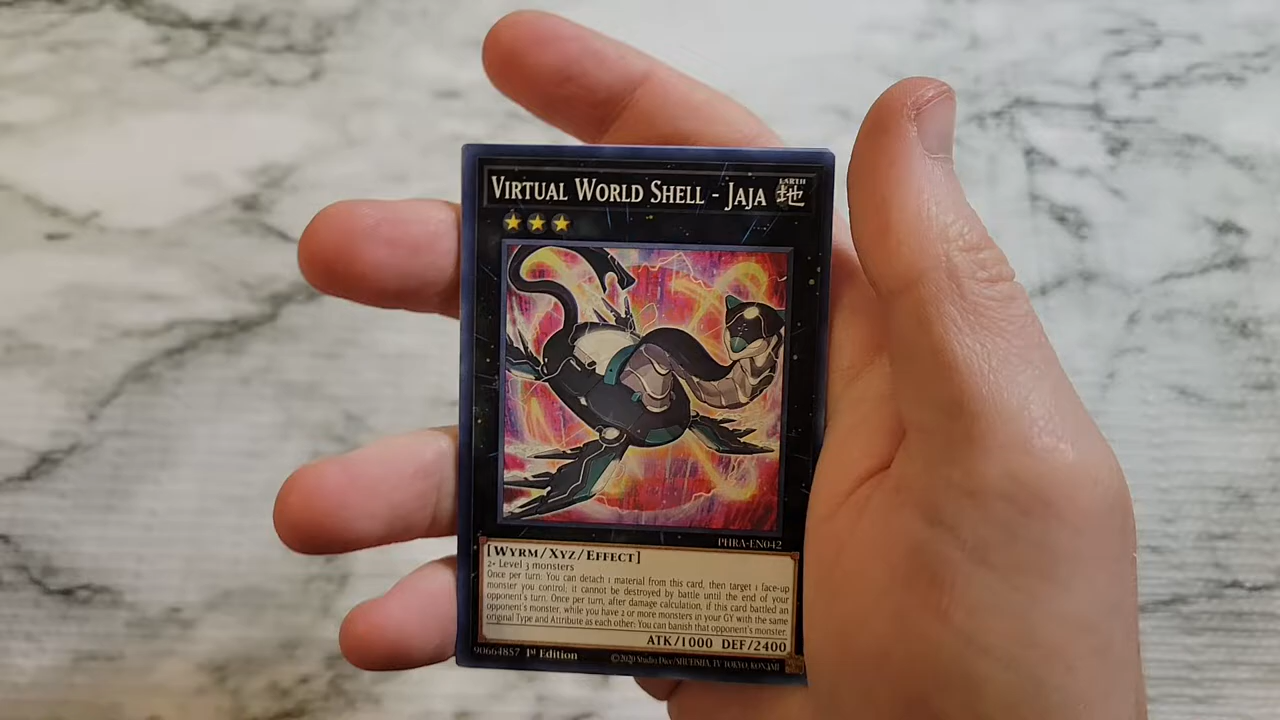 VIRTUAL WORLD SHELL - JAJA
EARTH
地
PHRA-EN042
[WYRM/XYZ/EFFECT]
2+ Level 3 monsters
Once per turn: You can detach 1 material from this card, then target 1 face-up
monster you control; it cannot be destroyed by battle until the end of your
opponent's turn. Once per turn, after damage calculation, if this card battled an
opponent's monster, while you have 2 or more monsters in your GY with the same
original Type and Attribute as each other: You can banish that opponent's monster.
ATK/1000 DEF/2400
90664857 1st Edition ©2020 Studio Dice/SHUEISHA, TV TOKYO, KONAMI